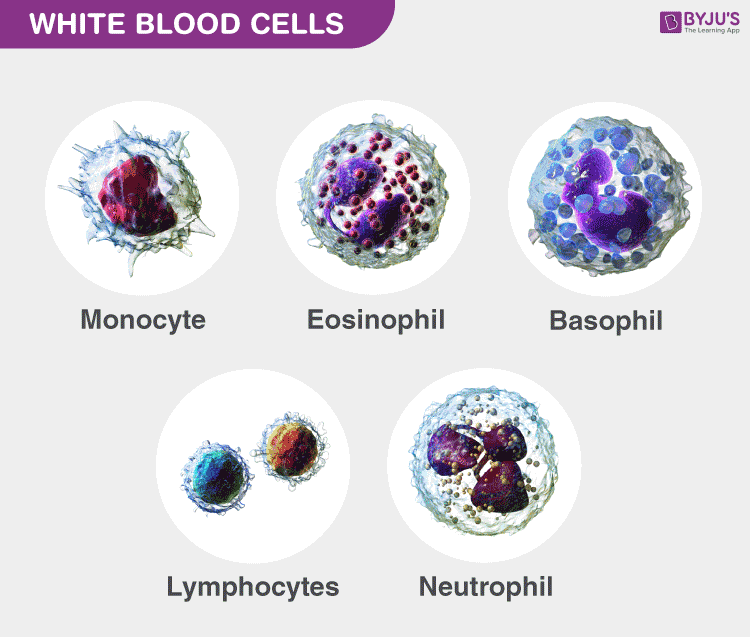 WHITE BLOOD CELLS
BYJU'S
The Learning App
Monocyte
Eosinophil
Basophil
Lymphocytes
Neutrophil